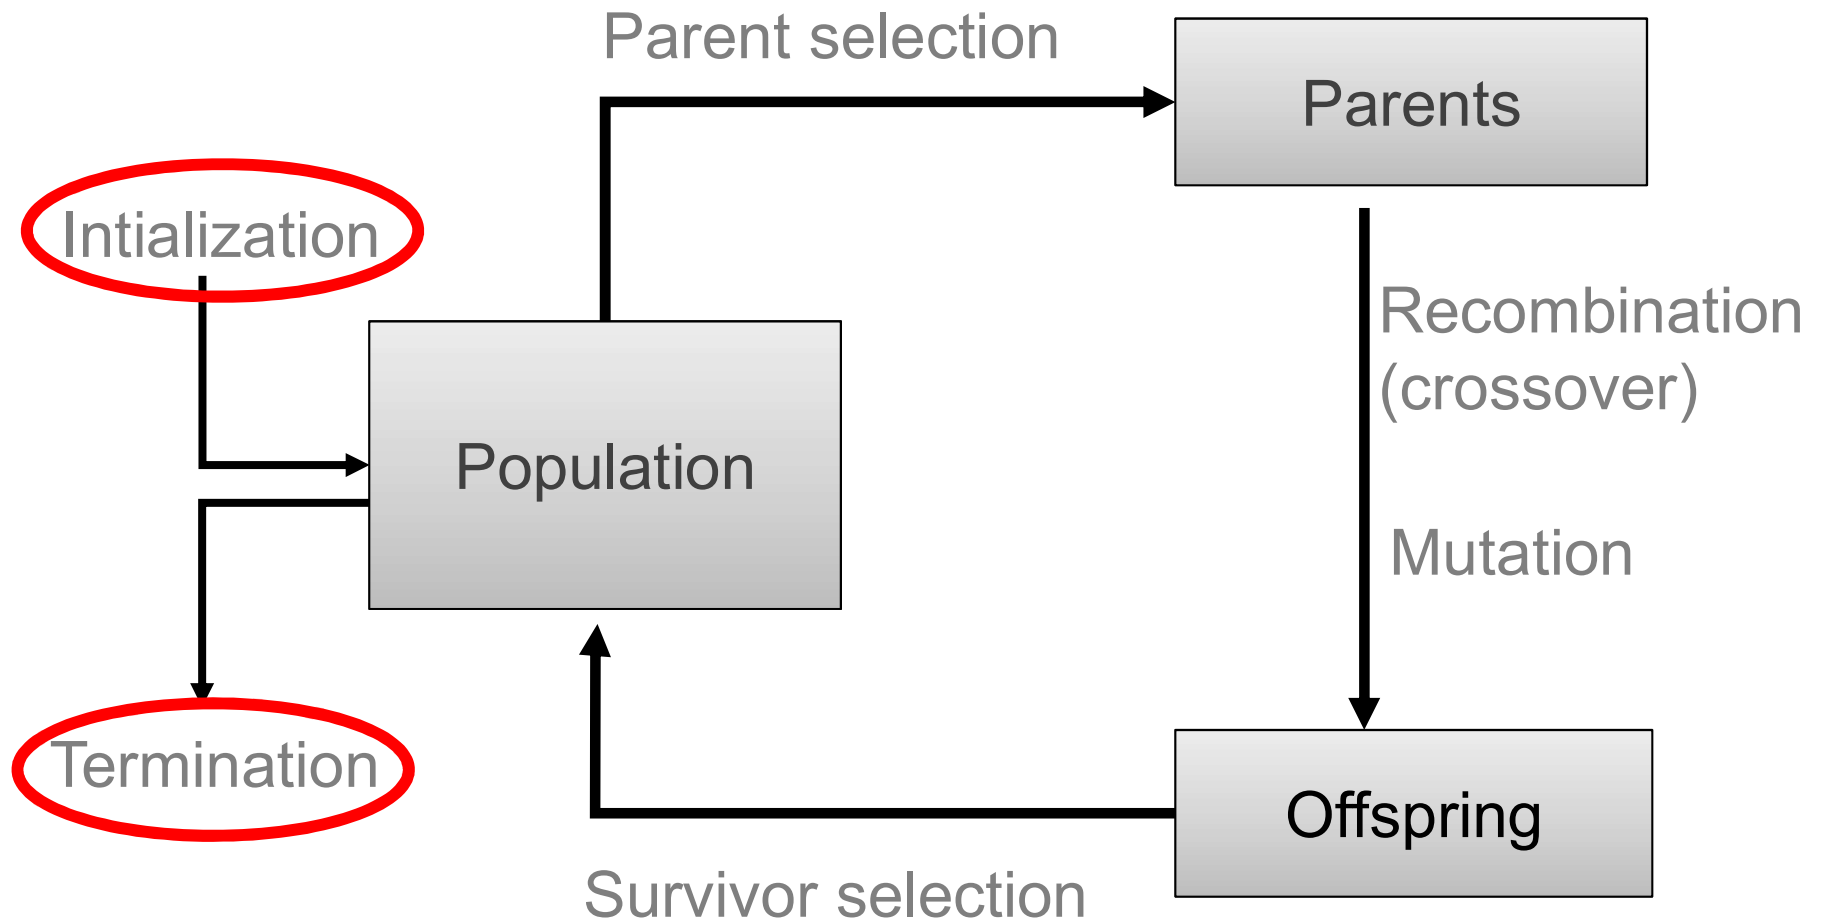 Parent selection
Parents
Intialization
Recombination
(crossover)
Population
Mutation
Termination
Offspring
Survivor selection